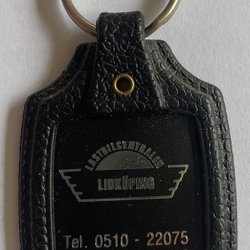 LASTBILCENTRALEN
LIDKÖPING
Tel. 0510 - 22075